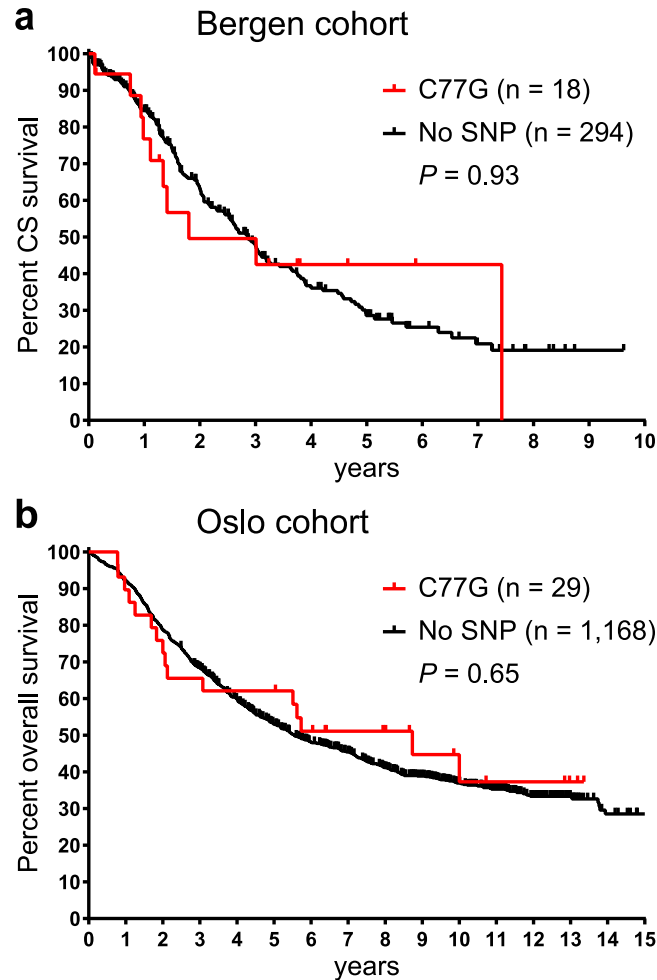 a
Bergen cohort
Percent CS survival
100
90
80
70
60
50
40
30
20
10
0
C77G (n = 18)
No SNP (n = 294)
P = 0.93
0 1 2 3 4 5 6 7 8 9 10
years
b
Oslo cohort
Percent overall survival
100
90
80
70
60
50
40
30
20
10
0
C77G (n = 29)
No SNP (n = 1,168)
P = 0.65
0 1 2 3 4 5 6 7 8 9 10 11 12 13 14 15
years